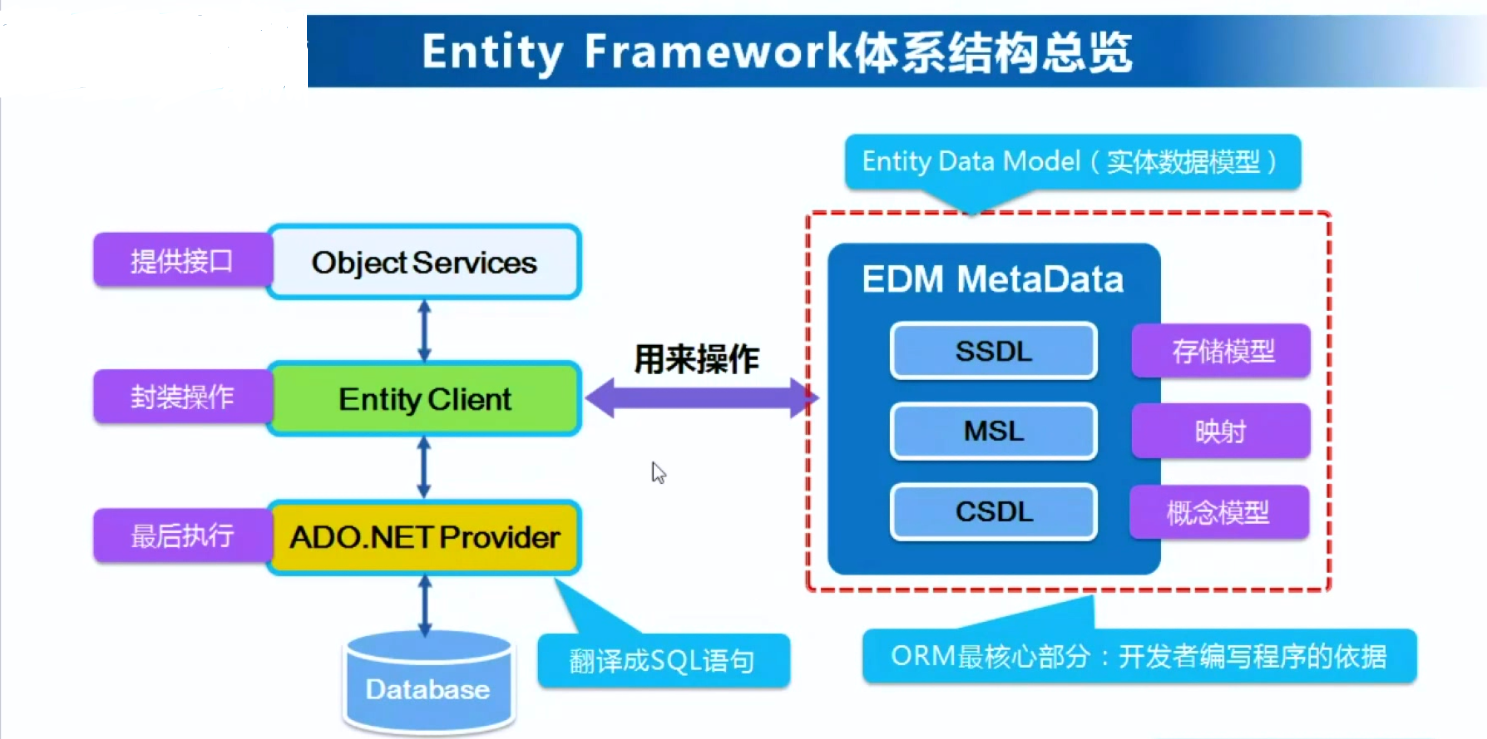 Entity Framework体系结构总览
Entity Data Model（实体数据模型）
提供接口
Object Services
封装操作
Entity Client
最后执行
ADO.NET Provider
Database
翻译成SQL语句
用来操作
EDM MetaData
SSDL
存储模型
MSL
映射
CSDL
概念模型
ORM最核心部分：开发者编写程序的依据